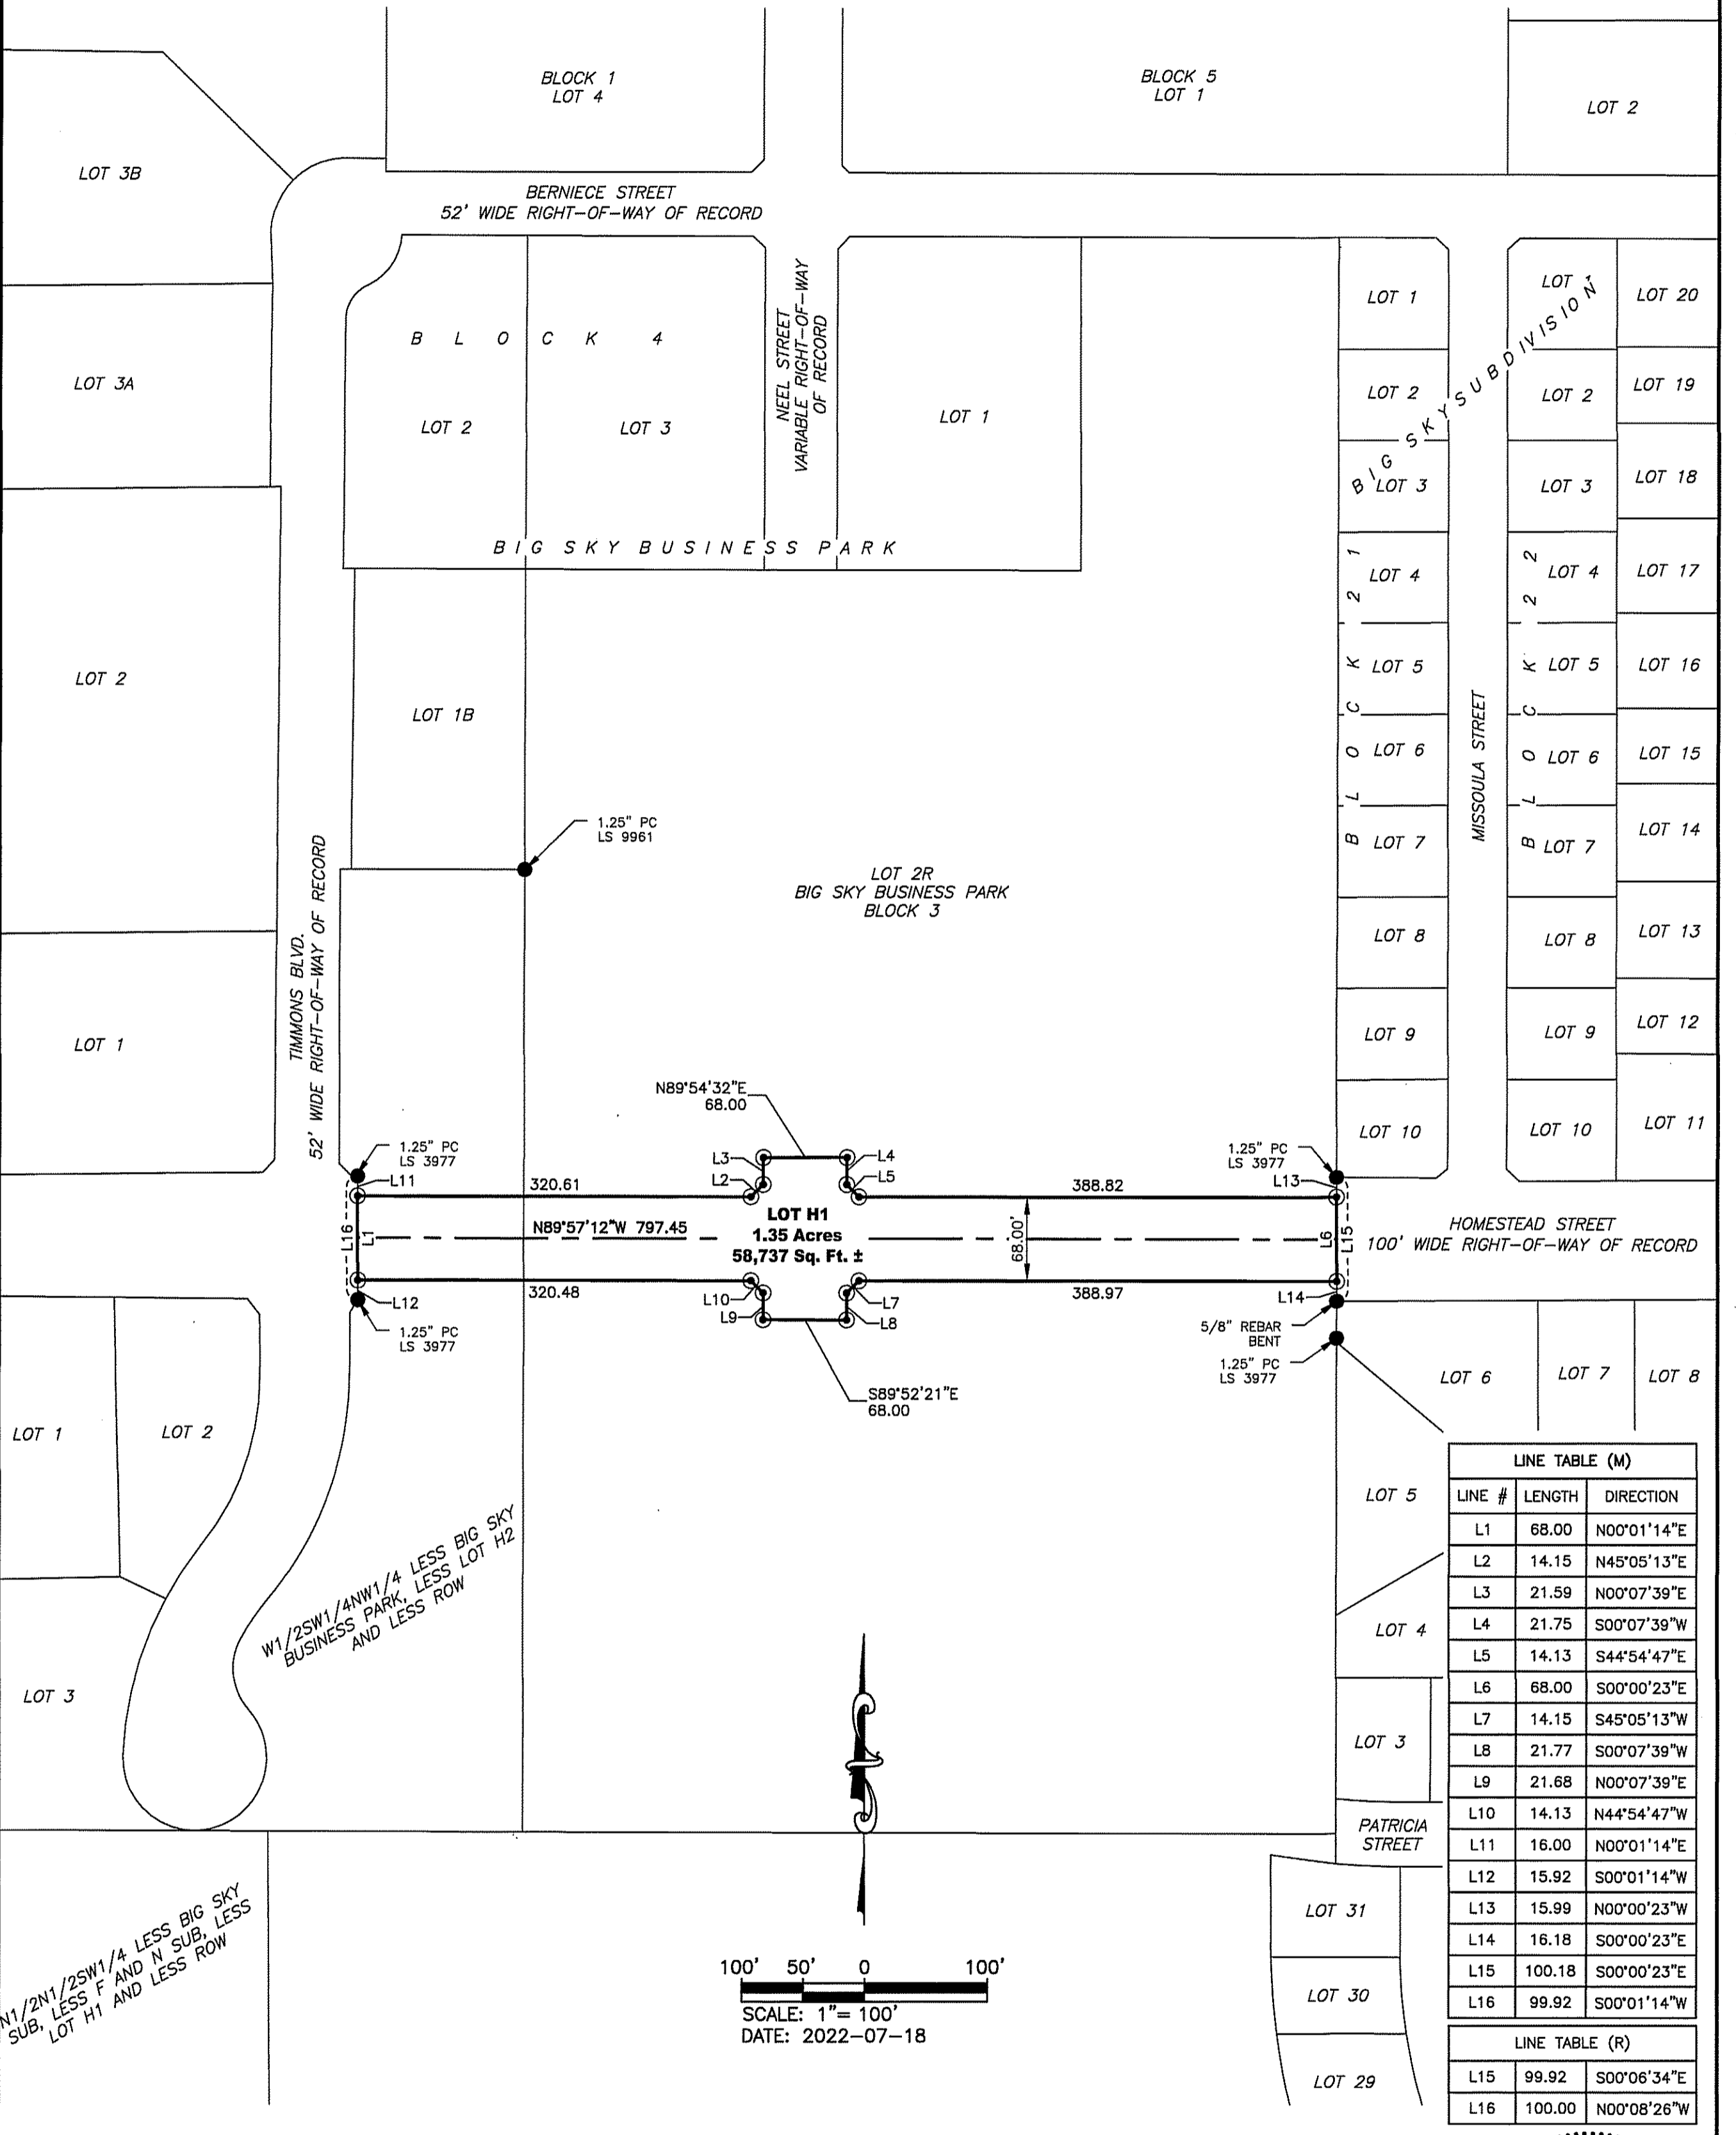 BLOCK 1
LOT 4
BLOCK 5
LOT 1
LOT 2
LOT 3B
BERNIECE STREET
52' WIDE RIGHT-OF-WAY OF RECORD
LOT 3A
BLOCK 4
LOT 2
LOT 3
NEEL STREET
VARIABLE RIGHT-OF-WAY
OF RECORD
LOT 1
BIG SKY BUSINESS PARK
BIG SKY SUBDIVISION
LOT 1
LOT 2
LOT 3
LOT 4
LOT 5
LOT 6
LOT 7
LOT 8
LOT 9
LOT 10
BLOCK 21
MISSOULA STREET
LOT 1
LOT 2
LOT 3
LOT 4
LOT 5
LOT 6
LOT 7
LOT 8
LOT 9
LOT 10
BLOCK 22
LOT 20
LOT 19
LOT 18
LOT 17
LOT 16
LOT 15
LOT 14
LOT 13
LOT 12
LOT 11
LOT 2
LOT 1B
1.25" PC
LS 9961
LOT 2R
BIG SKY BUSINESS PARK
BLOCK 3
TIMMONS BLVD.
52' WIDE RIGHT-OF-WAY OF RECORD
LOT 1
N89°54'32"E
68.00
1.25" PC
LS 3977
L11
320.61
L3
L2
L4
L5
388.82
1.25" PC
LS 3977
L13
L16
L1
N89°57'12"W 797.45
LOT H1
1.35 Acres
58,737 Sq. Ft. ±
68.00'
L6
L15
HOMESTEAD STREET
100' WIDE RIGHT-OF-WAY OF RECORD
L12
320.48
L10
L9
L7
L8
388.97
L14
1.25" PC
LS 3977
5/8" REBAR
BENT
1.25" PC
LS 3977
S89°52'21"E
68.00
LOT 6
LOT 7
LOT 8
LOT 1
LOT 2
LOT 3
LOT 5
LOT 4
LOT 3
PATRICIA
STREET
LOT 31
LOT 30
LOT 29
W1/2SW1/4NW1/4 LESS BIG SKY
BUSINESS PARK, LESS LOT H2
AND LESS ROW
N1/2N1/2SW1/4 LESS BIG SKY
SUB, LESS F AND N SUB, LESS
LOT H1 AND LESS ROW
100' 50' 0 100'
SCALE: 1"= 100'
DATE: 2022-07-18
LINE TABLE (M)
LINE # LENGTH DIRECTION
L1 68.00 N00°01'14"E
L2 14.15 N45°05'13"E
L3 21.59 N00°07'39"E
L4 21.75 S00°07'39"W
L5 14.13 S44°54'47"E
L6 68.00 S00°00'23"E
L7 14.15 S45°05'13"W
L8 21.77 S00°07'39"W
L9 21.68 N00°07'39"E
L10 14.13 N44°54'47"W
L11 16.00 N00°01'14"E
L12 15.92 S00°01'14"W
L13 15.99 N00°00'23"W
L14 16.18 S00°00'23"E
L15 100.18 S00°00'23"E
L16 99.92 S00°01'14"W
LINE TABLE (R)
L15 99.92 S00°06'34"E
L16 100.00 N00°08'26"W